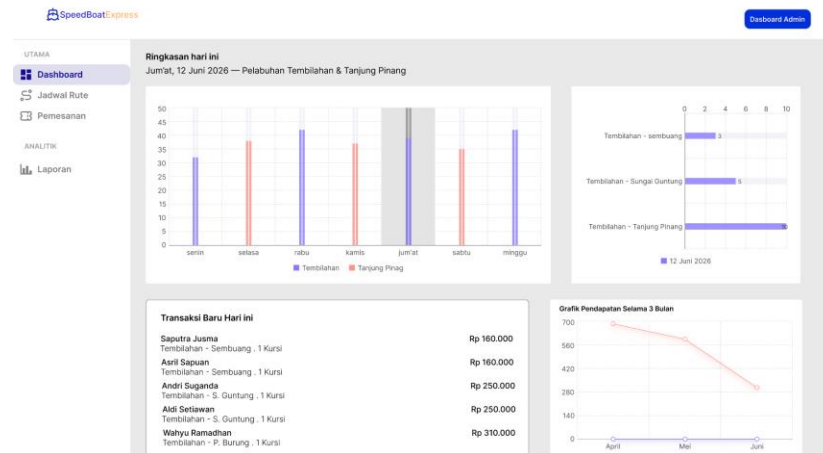 SpeedBoatExpress
Dasboard Admin
UTAMA
Dashboard
Jadwal Rute
Pemesanan
ANALITIK
Laporan
Ringkasan hari ini
Jum'at, 12 Juni 2026 — Pelabuhan Tembilahan & Tanjung Pinang
50
45
40
35
30
25
20
15
10
5
0
senin selasa rabu kamis jum'at sabtu minggu
Tembilahan Tanjung Pinag
0 2 4 6 8 10
Tembilahan - sembuang 3
Tembilahan - Sungai Guntung 5
Tembilahan - Tanjung Pinang 10
12 Juni 2026
Transaksi Baru Hari ini
Saputra Jusma Rp 160.000
Tembilahan - Sembuang . 1 Kursi
Asril Sapuan Rp 160.000
Tembilahan - Sembuang . 1 Kursi
Andri Suganda Rp 250.000
Tembilahan - S. Guntung . 1 Kursi
Aldi Setiawan Rp 250.000
Tembilahan - S. Guntung . 1 Kursi
Wahyu Ramadhan Rp 310.000
Tembilahan - P. Burung . 1 Kursi
Grafik Pendapatan Selama 3 Bulan
700
560
420
280
140
0
April Mei Juni